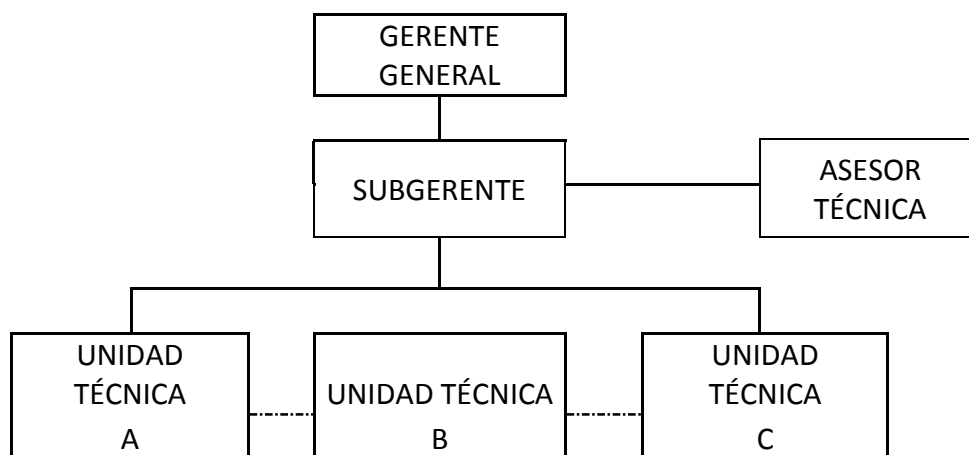 GERENTE
GENERAL
SUBGERENTE
ASESOR
TÉCNICA
UNIDAD
TÉCNICA
A
UNIDAD TÉCNICA
B
UNIDAD
TÉCNICA
C